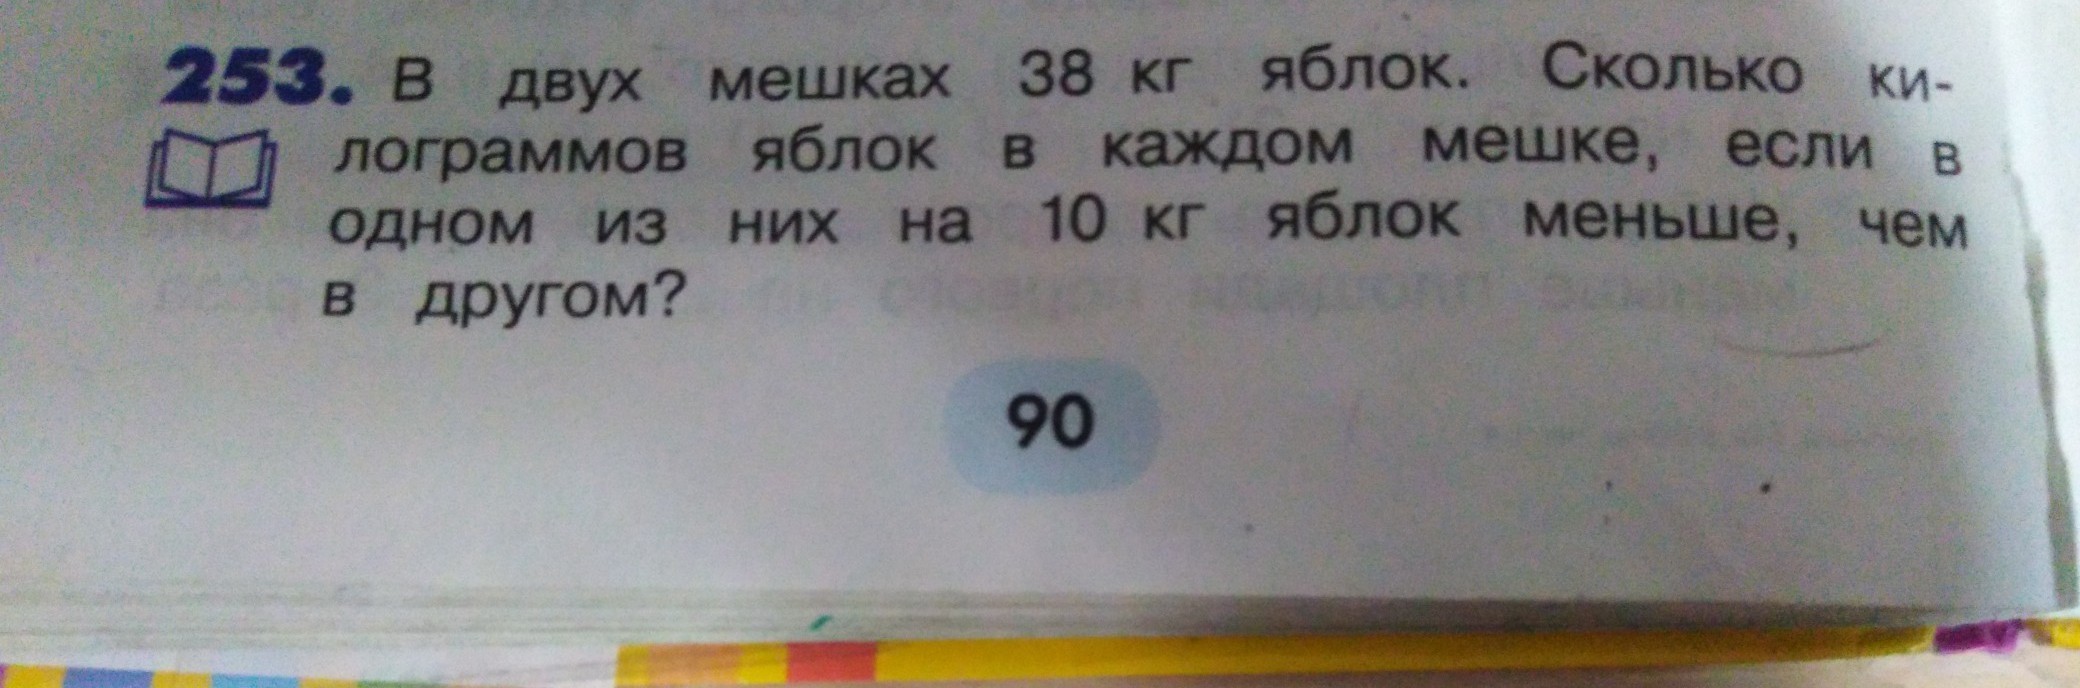 253. В двух мешках 38 кг яблок. Сколько ки-
лограммов яблок в каждом мешке, если в
одном из них на 10 кг яблок меньше, чем
в другом?
90